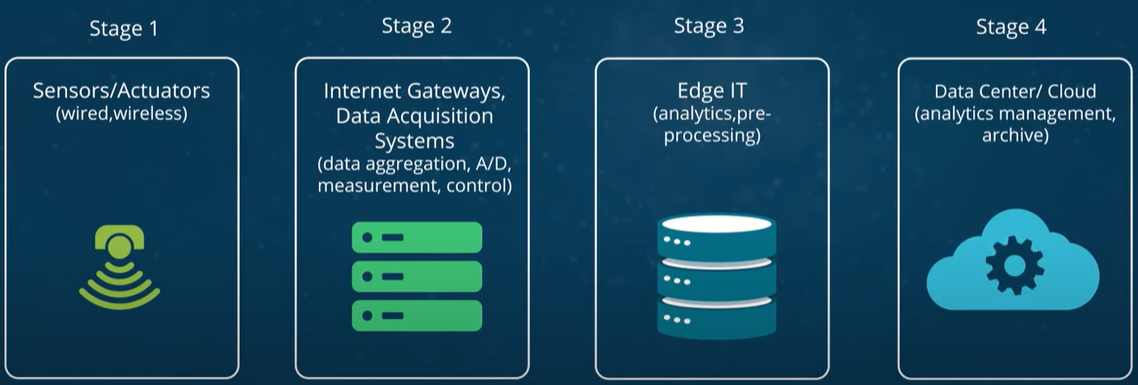 Stage 1
Sensors/Actuators
(wired,wireless)
Stage 2
Internet Gateways,
Data Acquisition
Systems
(data aggregation, A/D,
measurement, control)
Stage 3
Edge IT
(analytics,pre-
processing)
Stage 4
Data Center/ Cloud
(analytics management,
archive)